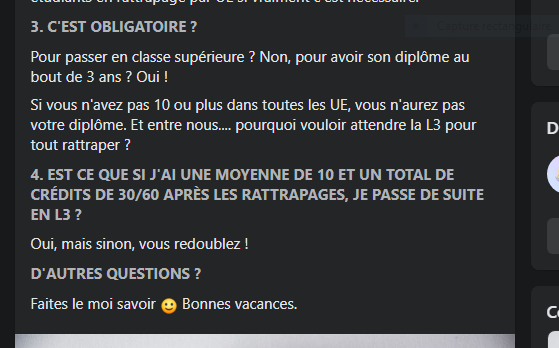 étudiants en rattrapage par UE si vraiment c'est nécessaire.
3. C'EST OBLIGATOIRE ?
Pour passer en classe supérieure ? Non, pour avoir son diplôme au
bout de 3 ans ? Oui !
Si vous n'avez pas 10 ou plus dans toutes les UE, vous n'aurez pas
votre diplôme. Et entre nous.... pourquoi vouloir attendre la L3 pour
tout rattraper ?
4. EST CE QUE SI J'AI UNE MOYENNE DE 10 ET UN TOTAL DE
CRÉDITS DE 30/60 APRÈS LES RATTRAPAGES, JE PASSE DE SUITE
EN L3 ?
Oui, mais sinon, vous redoublez !
D'AUTRES QUESTIONS ?
Faites le moi savoir 🙂 Bonnes vacances.